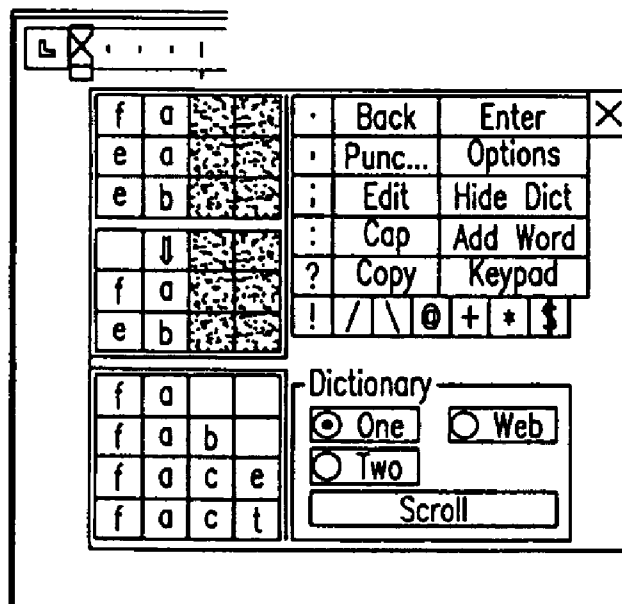 f a
e a
e b
⇩
f a
e b
. Back Enter X
, Punc... Options
; Edit Hide Dict
: Cap Add Word
? Copy Keypad
! / \ @ + * $
f a
f a b
f a c e
f a c t
Dictionary
One Web
Two
Scroll